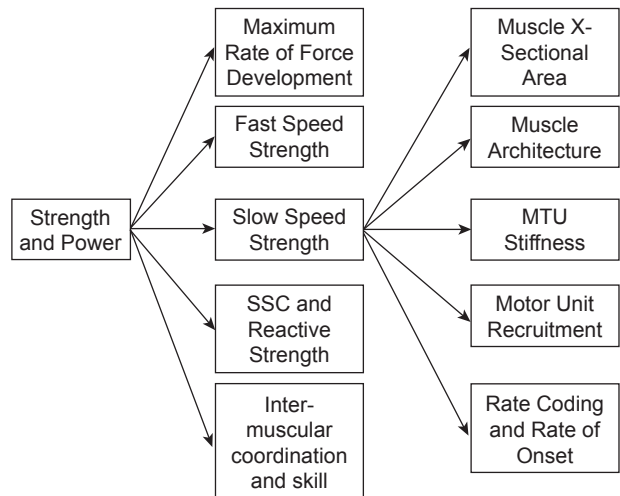 Strength
and Power
Maximum
Rate of Force
Development
Fast Speed
Strength
Slow Speed
Strength
SSC and
Reactive
Strength
Inter-
muscular
coordination
and skill
Muscle X-
Sectional
Area
Muscle
Architecture
MTU
Stiffness
Motor Unit
Recruitment
Rate Coding
and Rate of
Onset